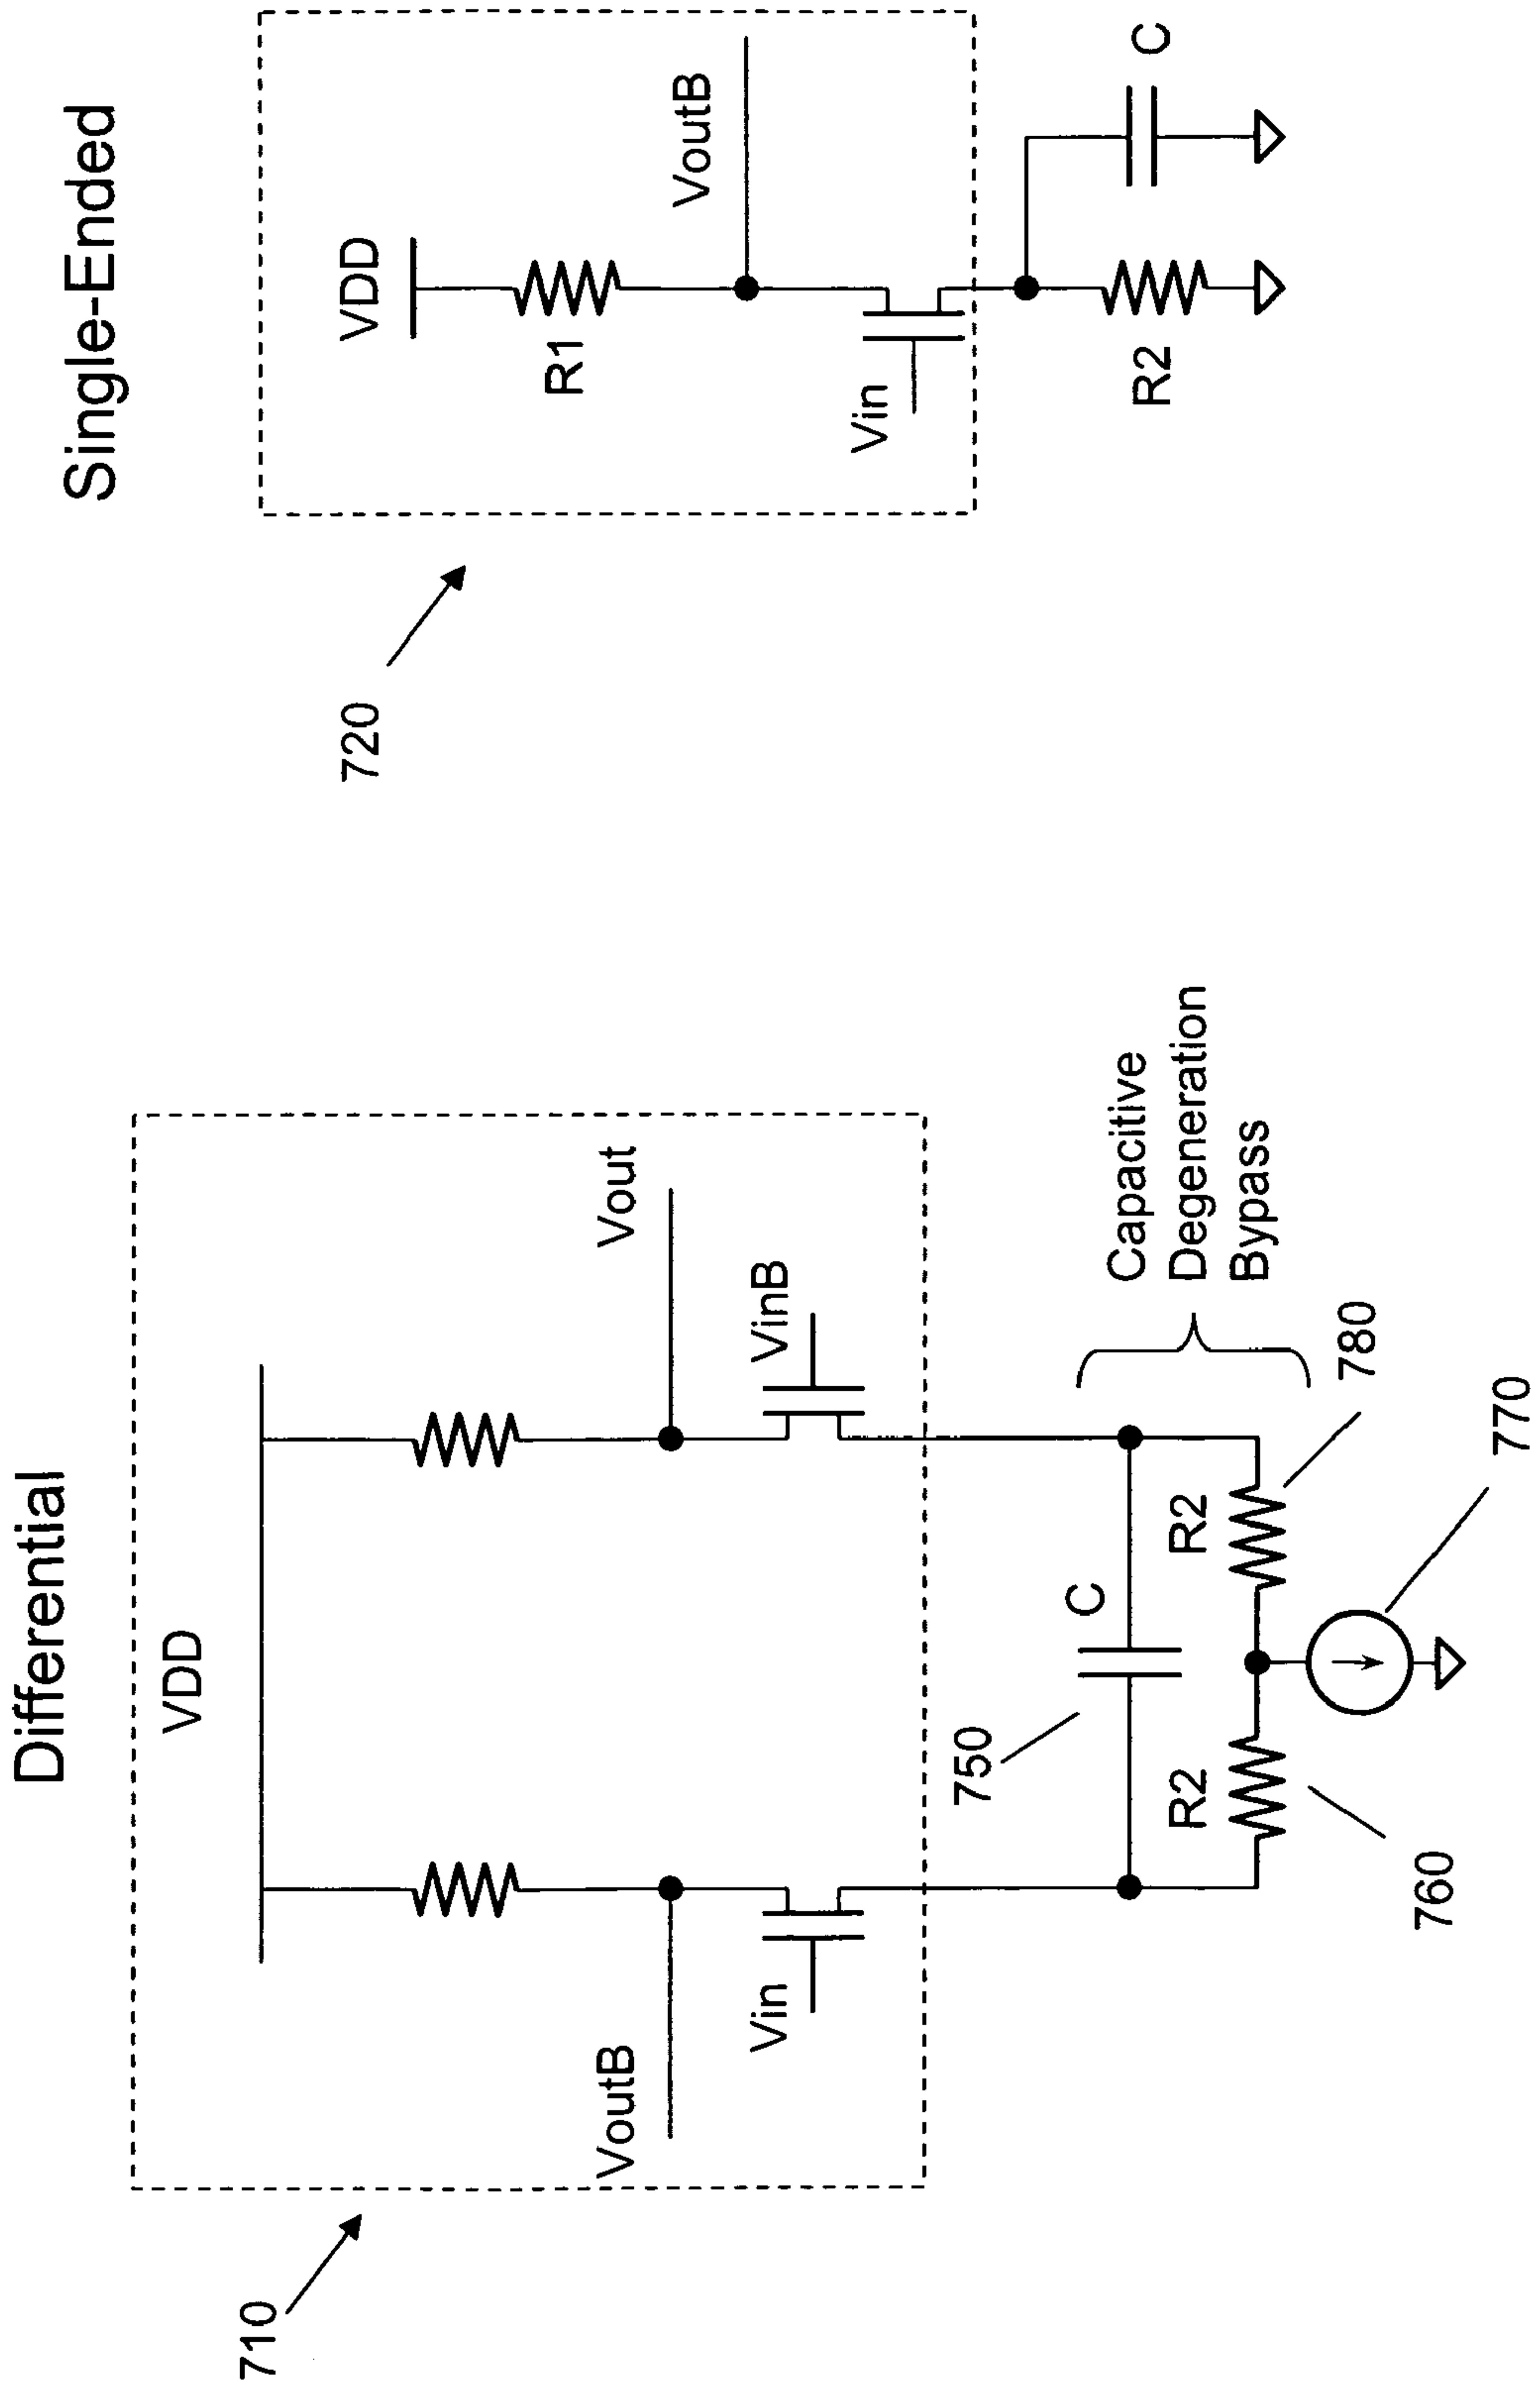 Differential
710
VDD
VoutB
Vout
Vin
VinB
750
C
Capacitive
Degeneration
Bypass
R2
R2
760
780
770
Single-Ended
720
VDD
R1
VoutB
Vin
R2
C